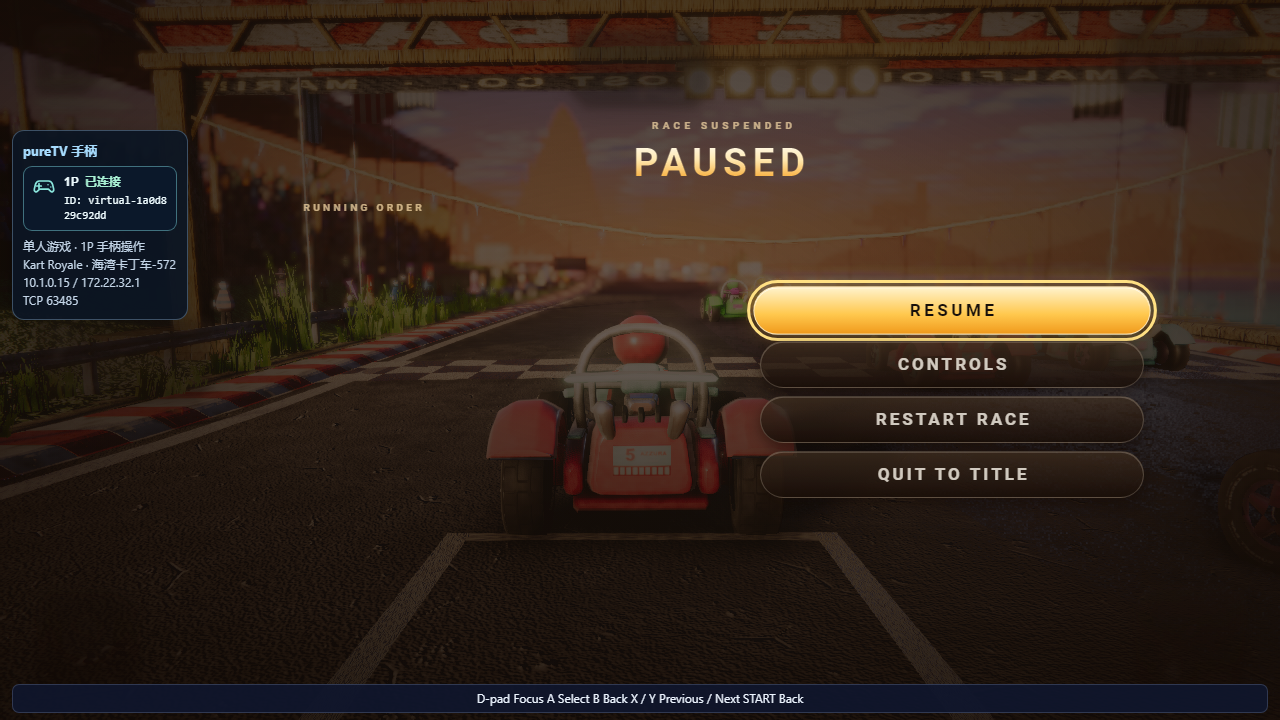 RACE SUSPENDED
PAUSED
pureTV 手柄
1P 已连接
ID: virtual-1a0d8
29c92dd
单人游戏 · 1P 手柄操作
Kart Royale · 海湾卡丁车-572
10.1.0.15 / 172.22.32.1
TCP 63485
RUNNING ORDER
RESUME
CONTROLS
RESTART RACE
QUIT TO TITLE
5
D-pad Focus A Select B Back X / Y Previous / Next START Back